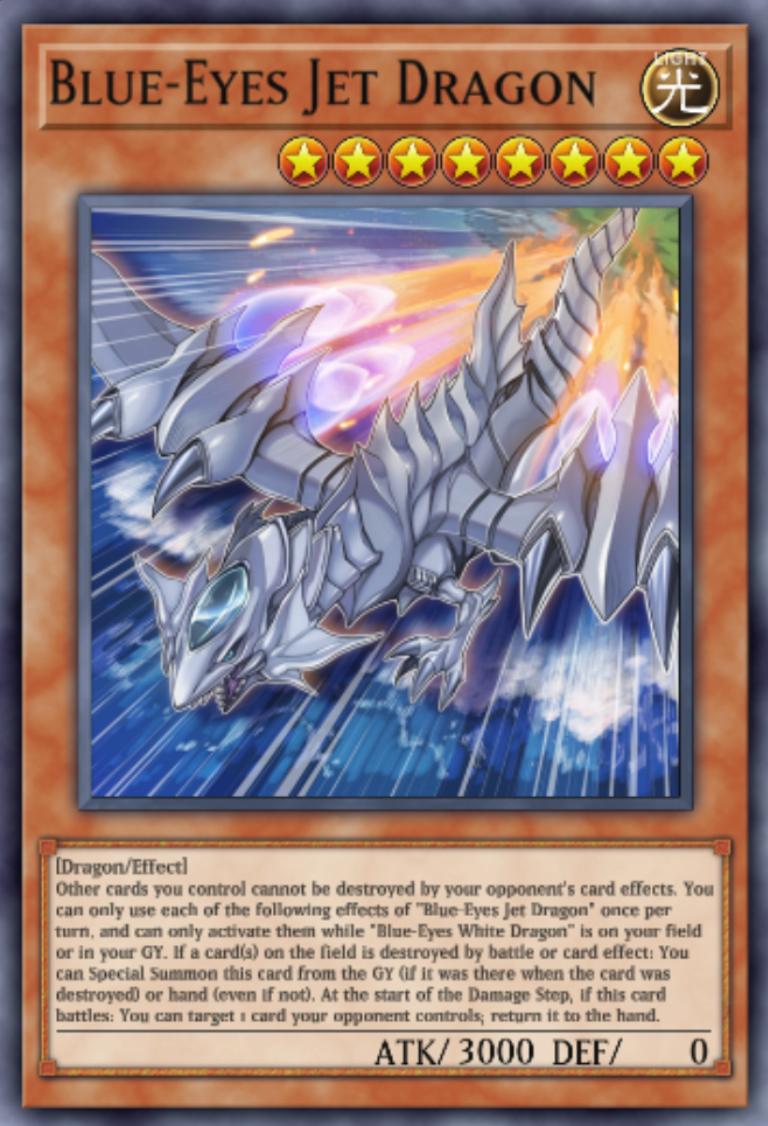 BLUE-EYES JET DRAGON
LIGHT
光
[Dragon/Effect]
Other cards you control cannot be destroyed by your opponent's card effects. You
can only use each of the following effects of "Blue-Eyes Jet Dragon" once per
turn, and can only activate them while "Blue-Eyes White Dragon" is on your field
or in your GY. If a card(s) on the field is destroyed by battle or card effect: You
can Special Summon this card from the GY (if it was there when the card was
destroyed) or hand (even if not). At the start of the Damage Step, if this card
battles: You can target 1 card your opponent controls; return it to the hand.
ATK/ 3000 DEF/ 0